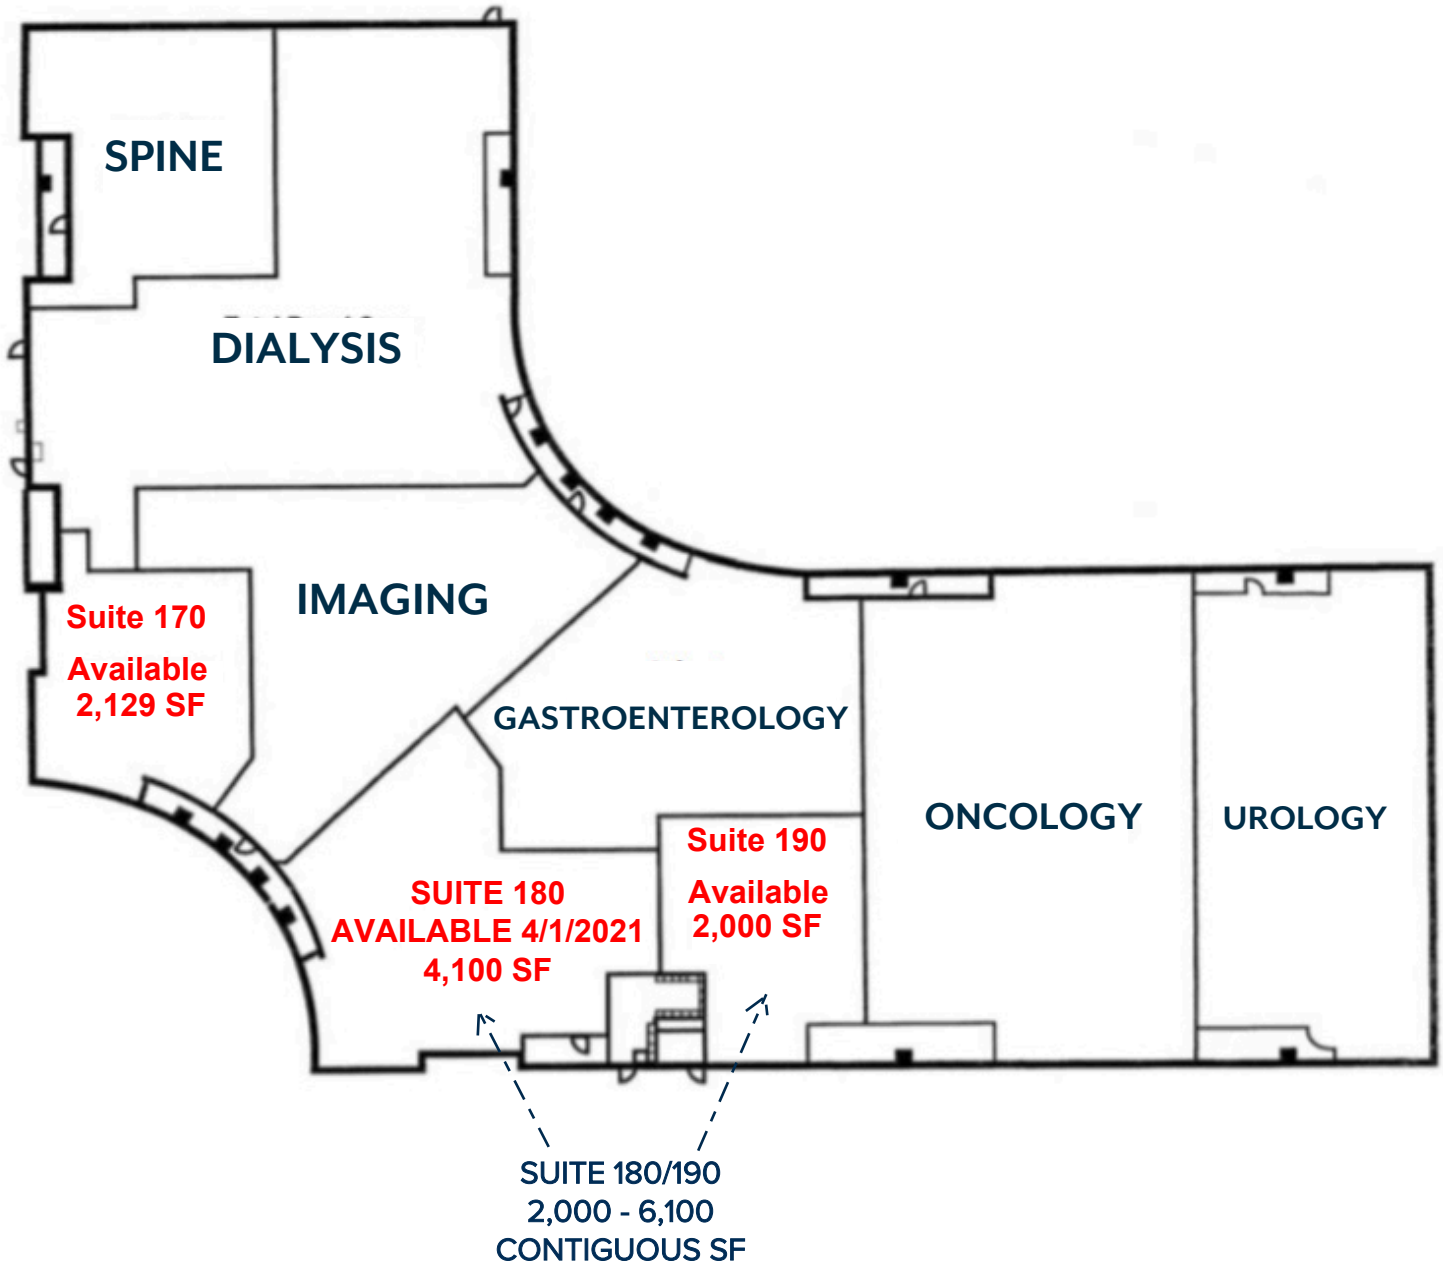 SPINE
DIALYSIS
IMAGING
Suite 170
Available
2,129 SF
GASTROENTEROLOGY
ONCOLOGY
UROLOGY
Suite 190
Available
2,000 SF
SUITE 180
AVAILABLE 4/1/2021
4,100 SF
SUITE 180/190
2,000 - 6,100
CONTIGUOUS SF